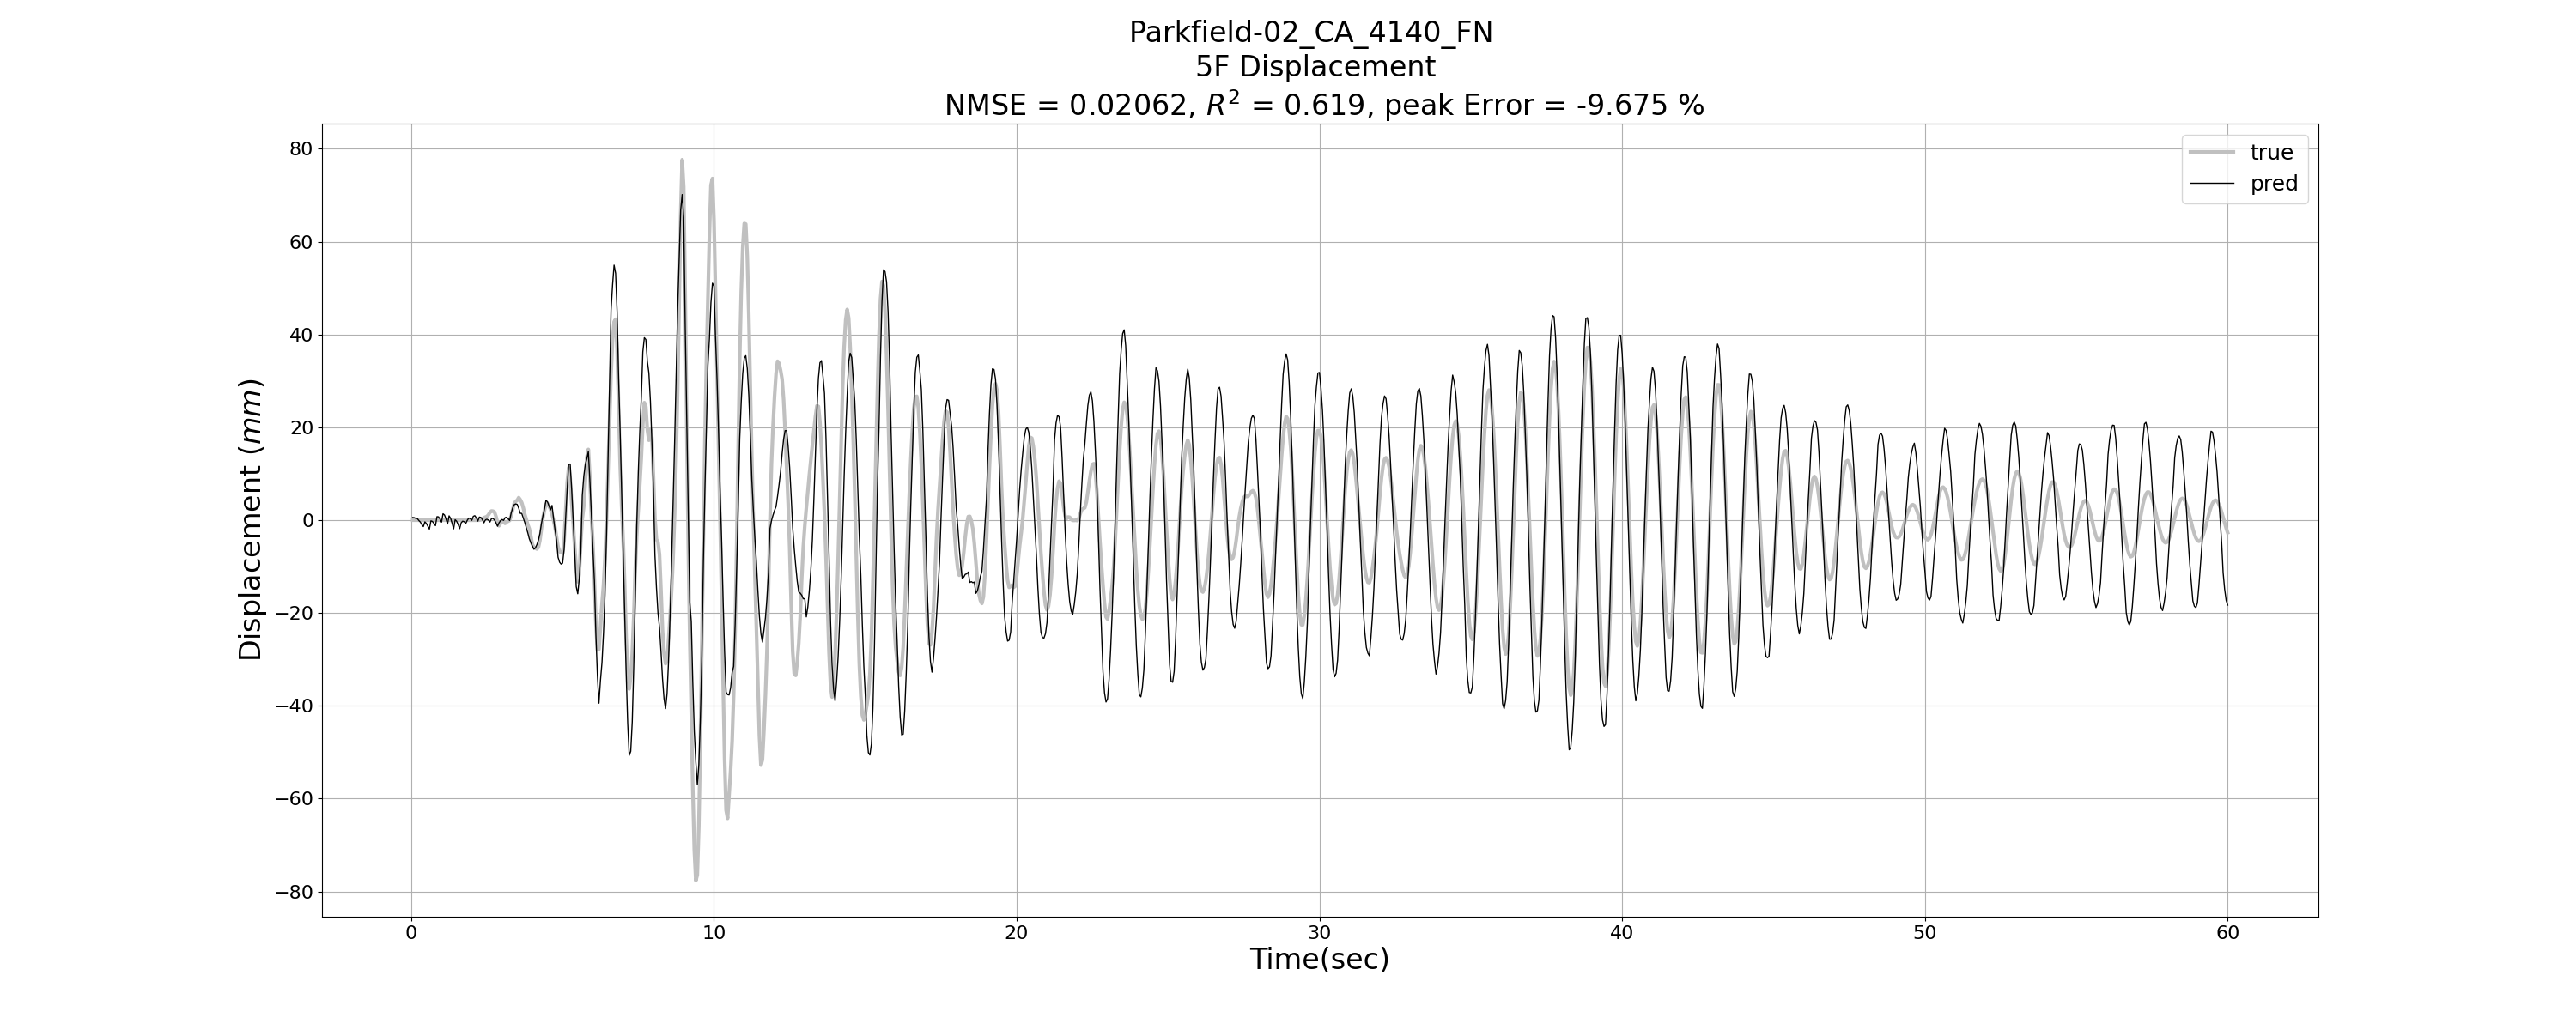 Parkfield-02_CA_4140_FN
5F Displacement
NMSE = 0.02062, R² = 0.619, peak Error = -9.675 %
true
pred
80
60
40
20
0
−20
−40
−60
−80
Displacement (mm)
0 10 20 30 40 50 60
Time(sec)